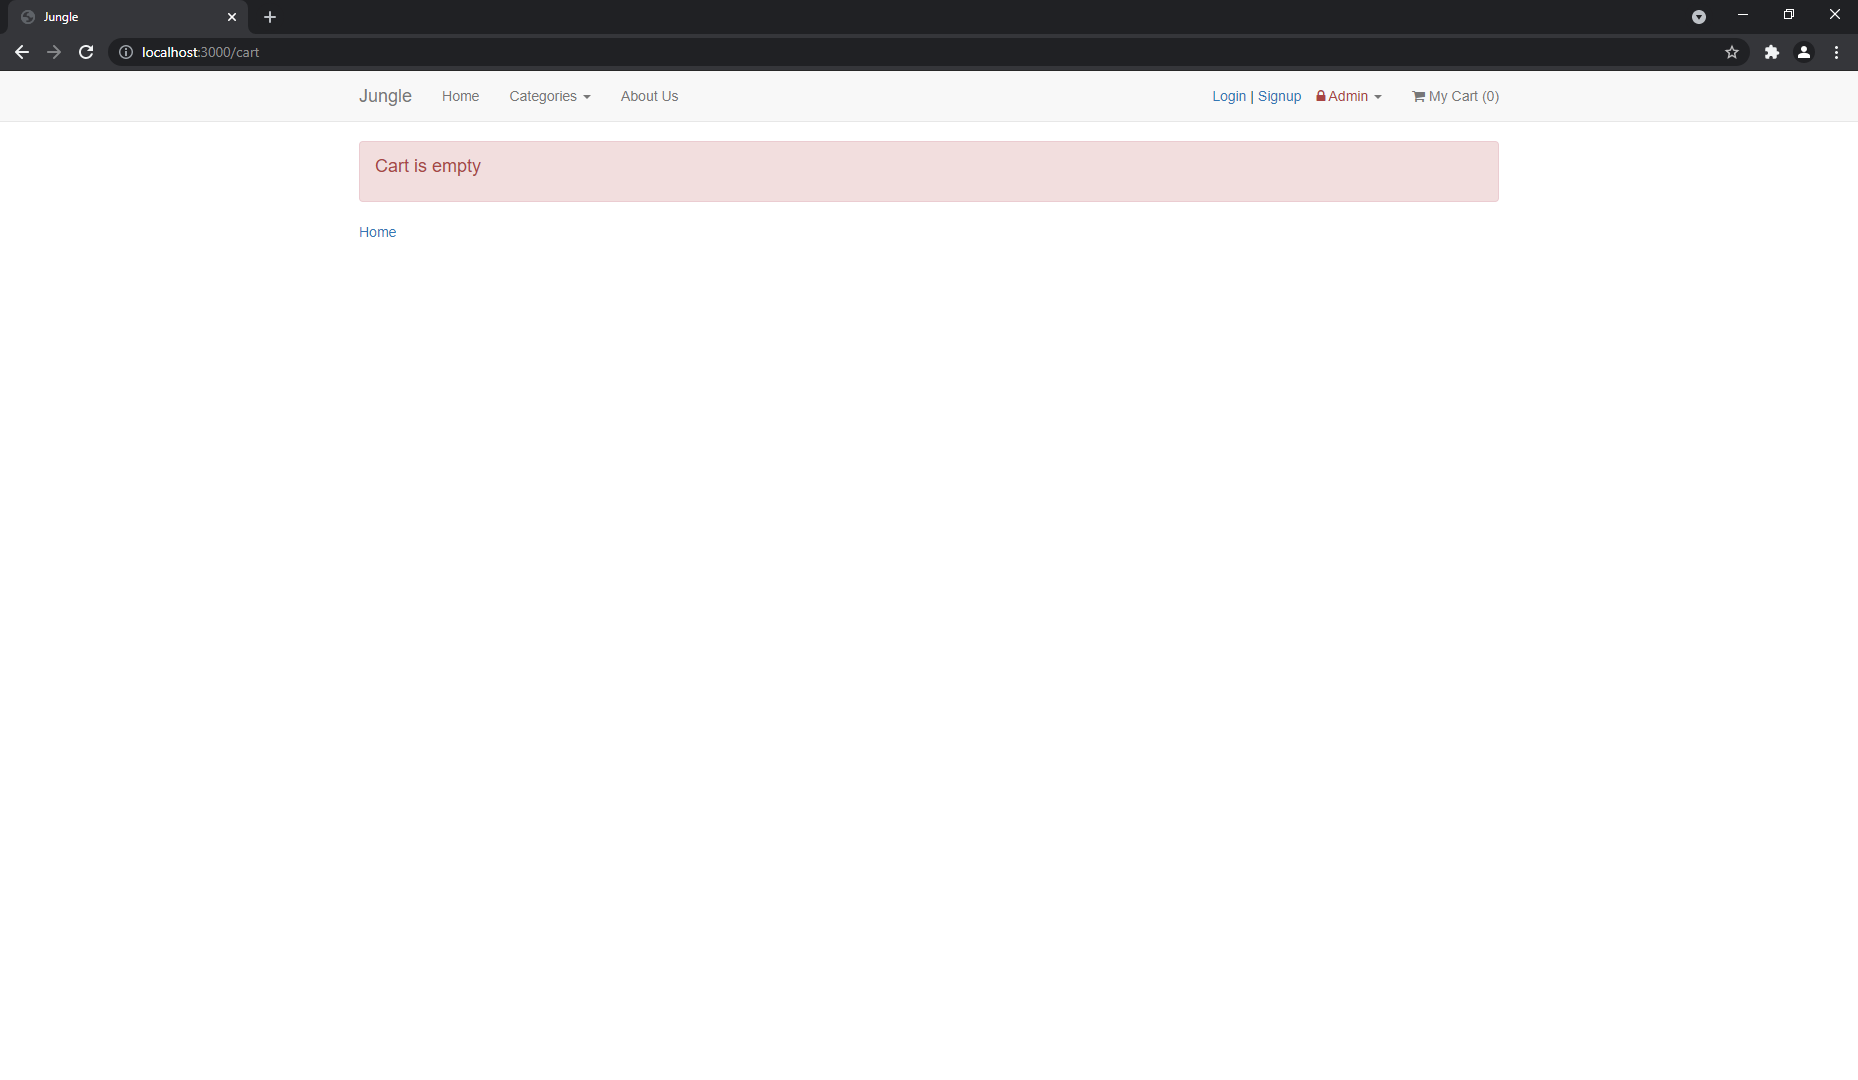 Jungle
localhost:3000/cart
Jungle Home Categories About Us Login | Signup Admin My Cart (0)
Cart is empty
Home